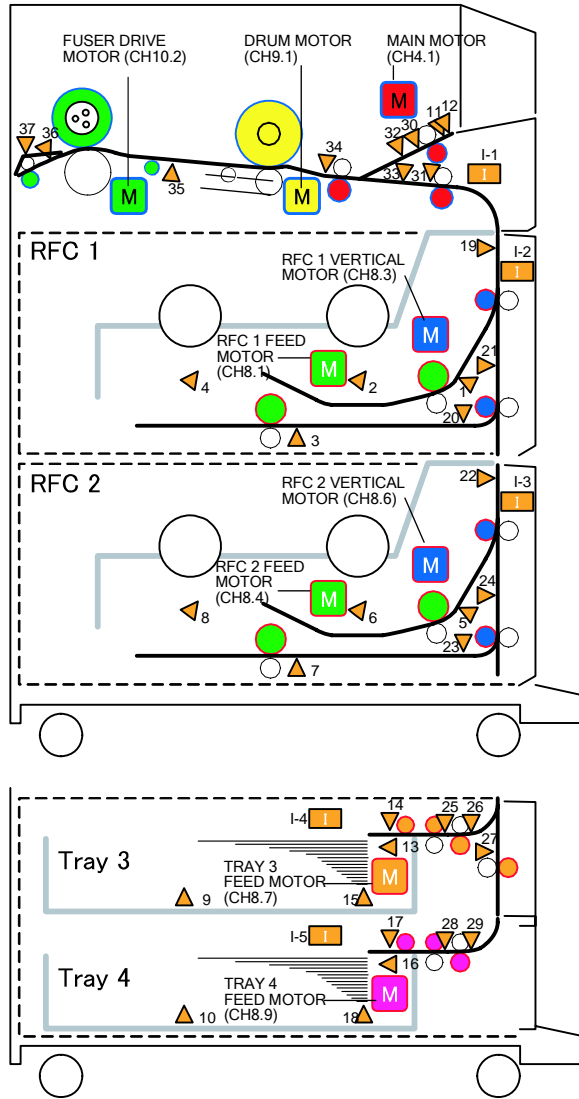 FUSER DRIVE
MOTOR (CH10.2)
DRUM MOTOR
(CH9.1)
MAIN MOTOR
(CH4.1)
M
37
36
34
32
30
11
12
I-1
I
35
33
31
M
M
RFC 1
19
I-2
I
RFC 1 VERTICAL
MOTOR (CH8.3)
M
RFC 1 FEED
MOTOR
(CH8.1)
M
4
2
21
1
20
3
RFC 2
22
I-3
I
RFC 2 VERTICAL
MOTOR (CH8.6)
M
RFC 2 FEED
MOTOR
(CH8.4)
M
8
6
24
5
23
7
I-4
I
14
25
26
Tray 3
13
27
TRAY 3
FEED MOTOR
(CH8.7)
M
9
15
I-5
I
17
28
29
Tray 4
16
TRAY 4
FEED MOTOR
(CH8.9)
M
10
18